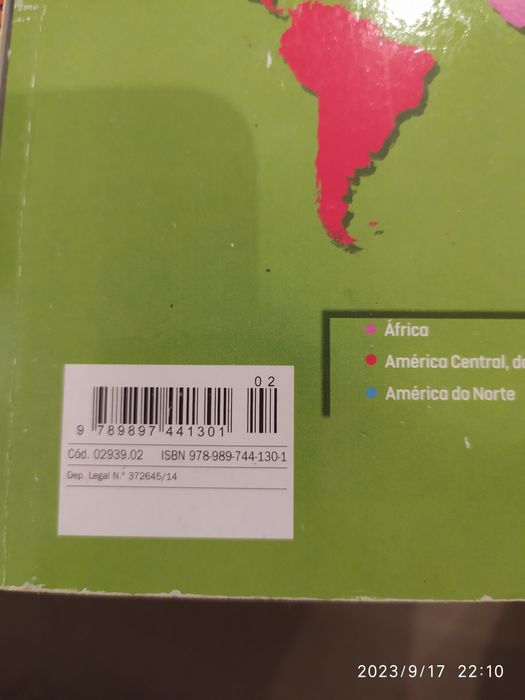 África
América Central, do
América do Norte
02
9 789897 441301
Cód. 02939.02 ISBN 978-989-744-130-1
Dep. Legal N.º 372645/14
2023/9/17 22:10